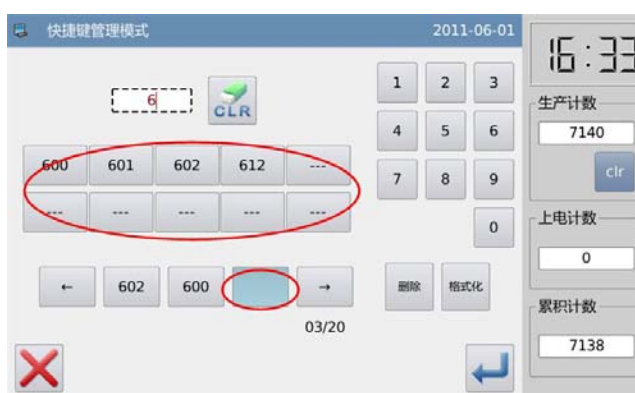 快捷键管理模式 2011-06-01
16:33
6 CLR
1 2 3
4 5 6
7 8 9
0
600 601 602 612 ---
--- --- --- --- ---
← 602 600 →
03/20
删除 格式化
生产计数
7140
clr
上电计数
0
累积计数
7138